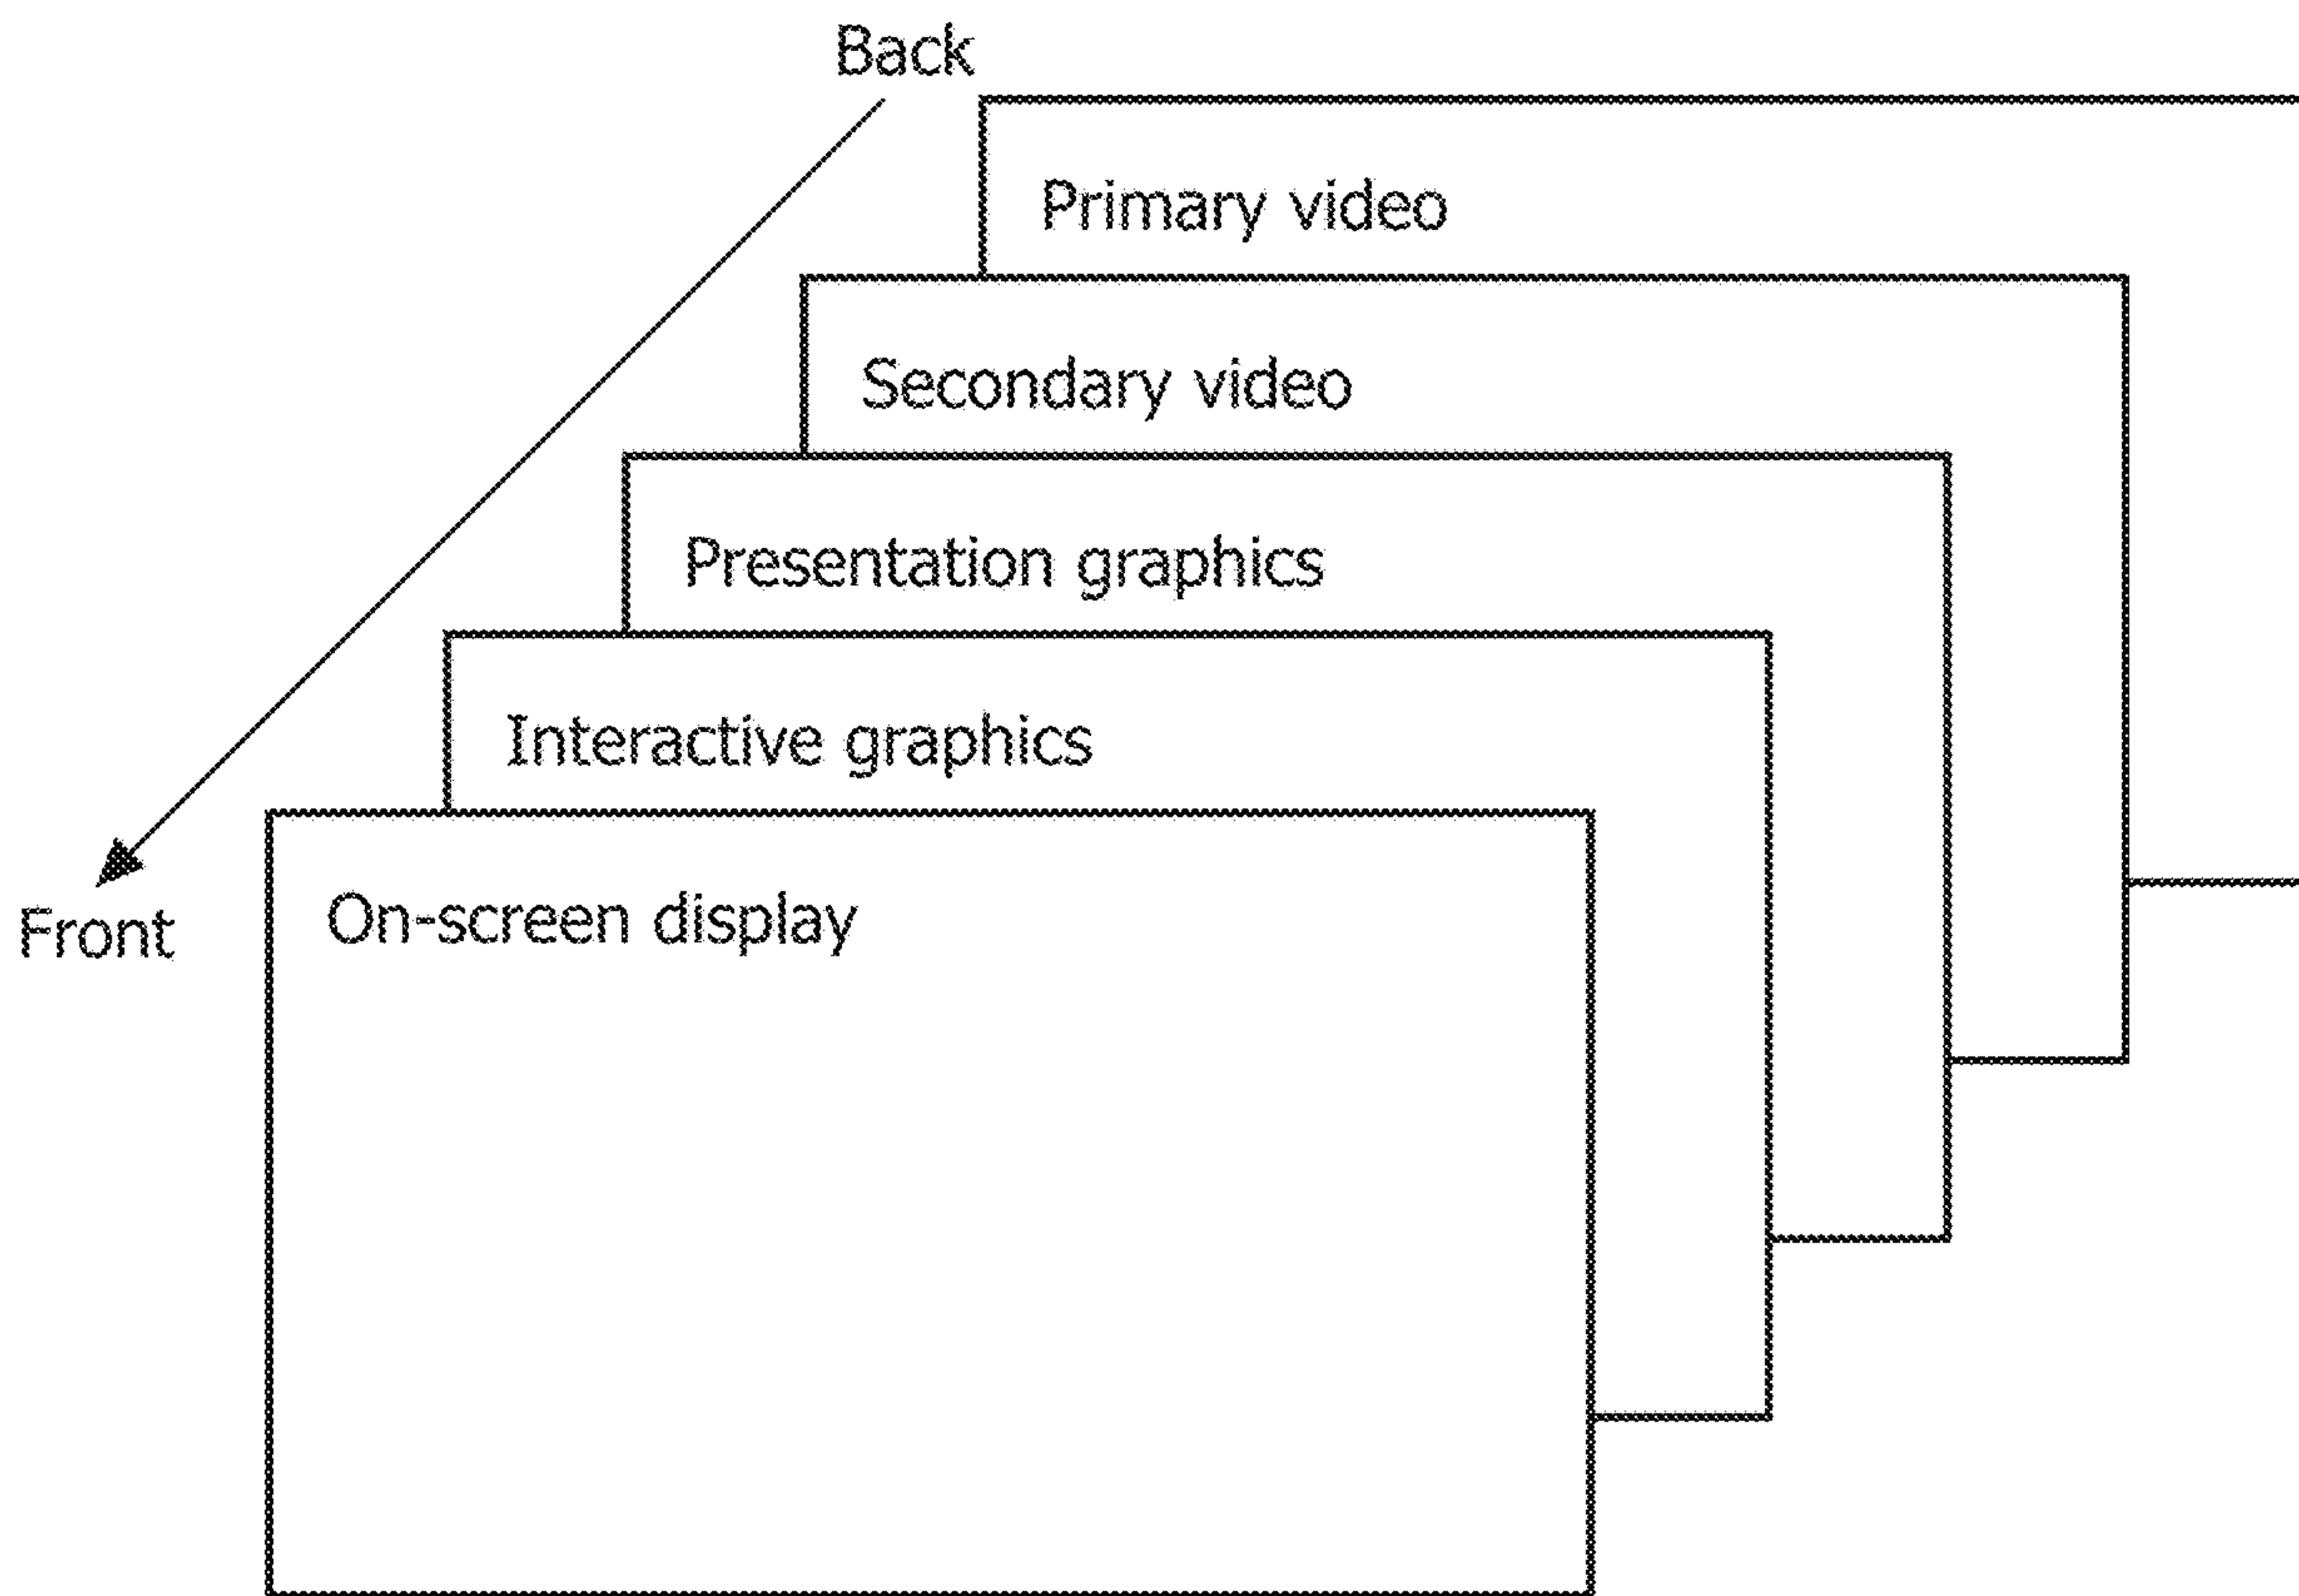 Back
Primary video
Secondary video
Presentation graphics
Interactive graphics
On-screen display
Front